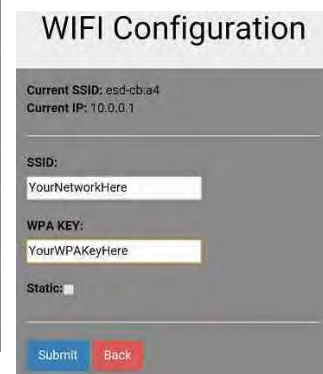 WIFI Configuration
Current SSID: esd-cb:a4
Current IP: 10.0.0.1
SSID:
YourNetworkHere
WPA KEY:
YourWPAKeyHere
Static:
Submit Back